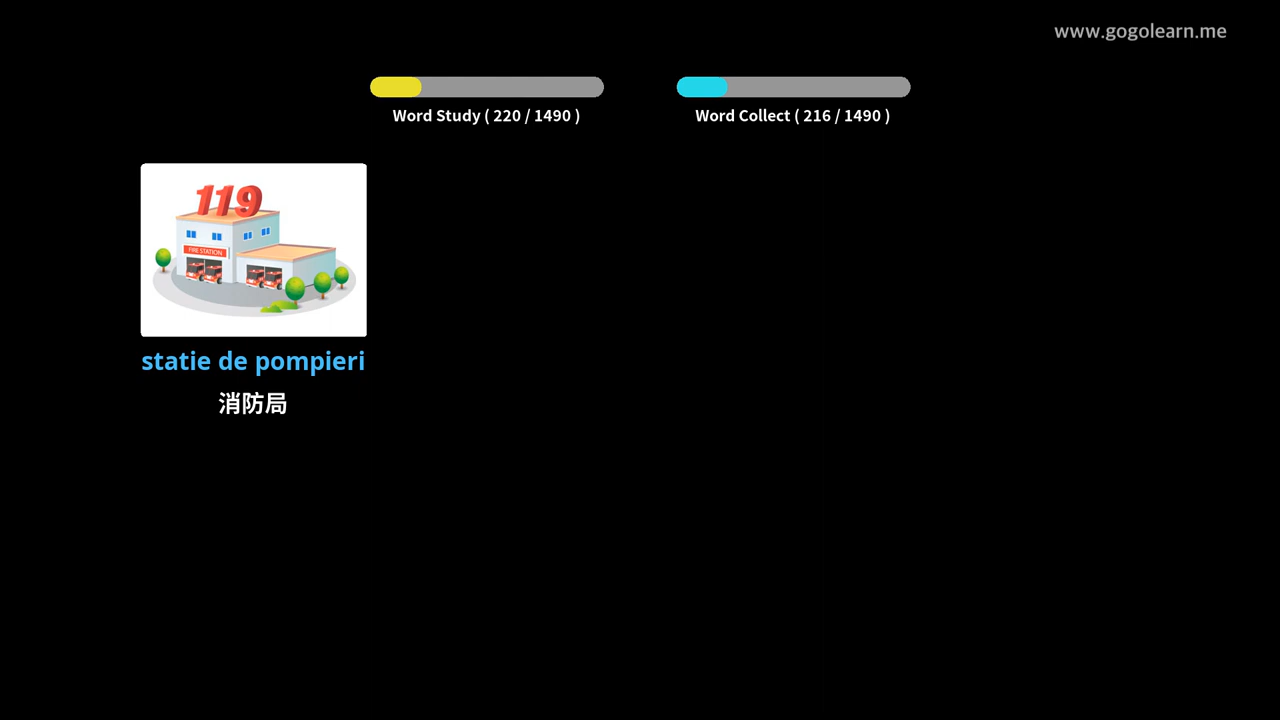 www.gogolearn.me
Word Study ( 220 / 1490 )
Word Collect ( 216 / 1490 )
119
FIRE STATION
statie de pompieri
消防局